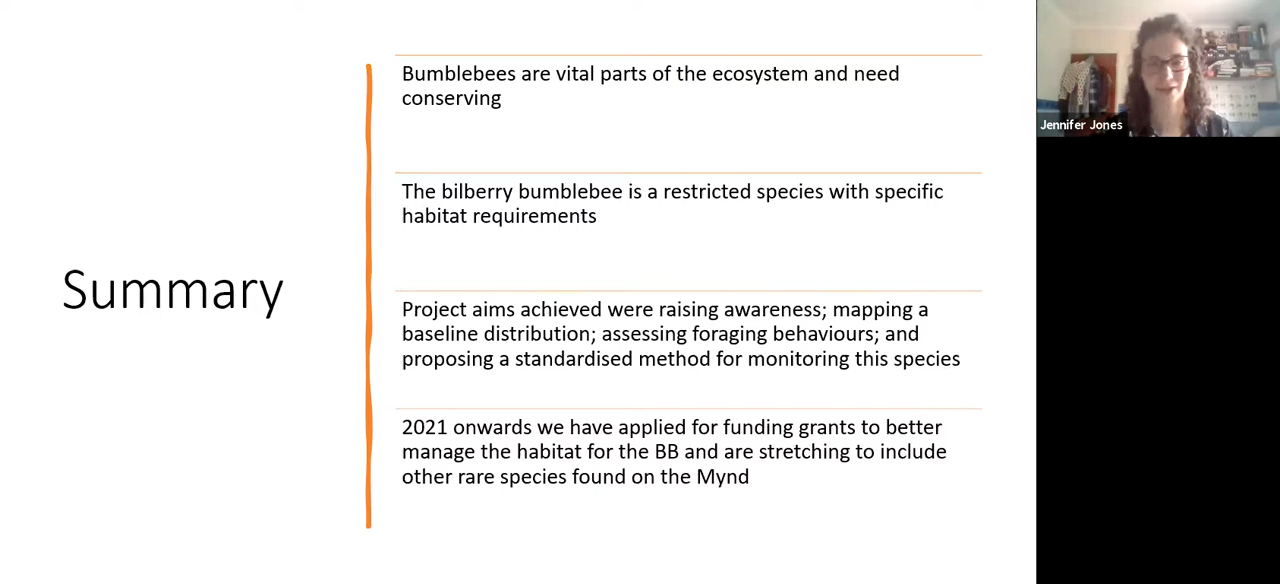 Summary
Bumblebees are vital parts of the ecosystem and need
conserving
The bilberry bumblebee is a restricted species with specific
habitat requirements
Project aims achieved were raising awareness; mapping a
baseline distribution; assessing foraging behaviours; and
proposing a standardised method for monitoring this species
2021 onwards we have applied for funding grants to better
manage the habitat for the BB and are stretching to include
other rare species found on the Mynd
Jennifer Jones